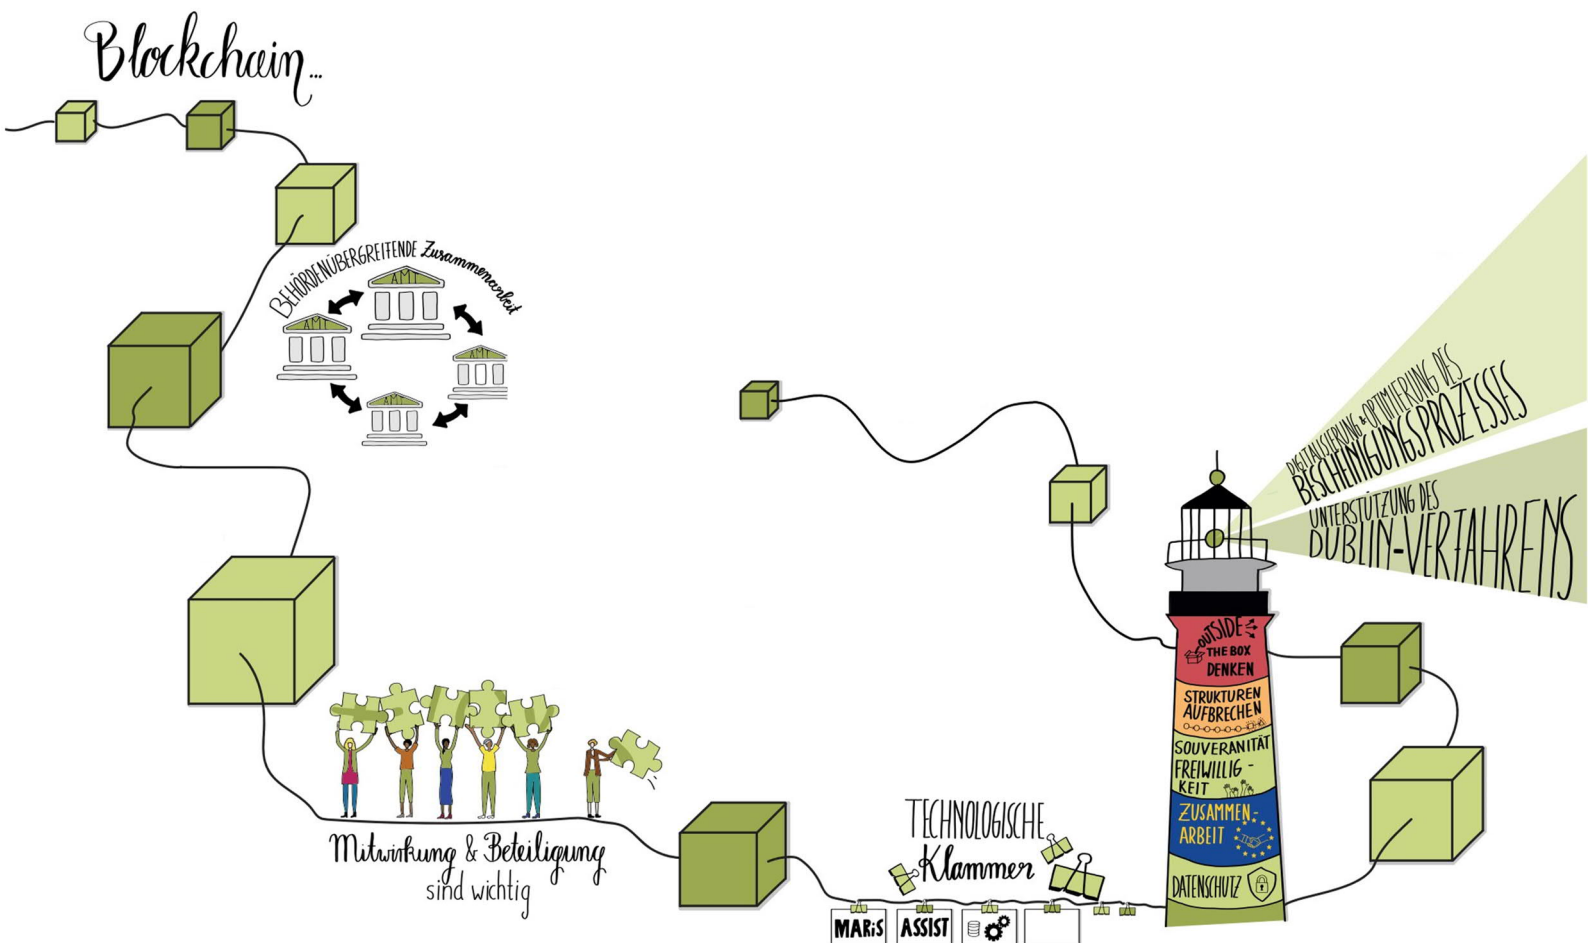 Blockchain...
BEHÖRDENÜBERGREIFENDE Zusammenarbeit
AMT
AMT
AMT
AMT
DIGITALISIERUNG & OPTIMIERUNG DES
BESCHEINIGUNGSPROZESSES
UNTERSTÜTZUNG DES
DUBLIN-VERFAHRENS
OUTSIDE
THE BOX
DENKEN
STRUKTUREN
AUFBRECHEN
SOUVERANITÄT
FREIWILLIG-
KEIT
ZUSAMMEN-
ARBEIT
DATENSCHUTZ
Mitwirkung & Beteiligung
sind wichtig
TECHNOLOGISCHE
Klammer
MARiS
ASSIST